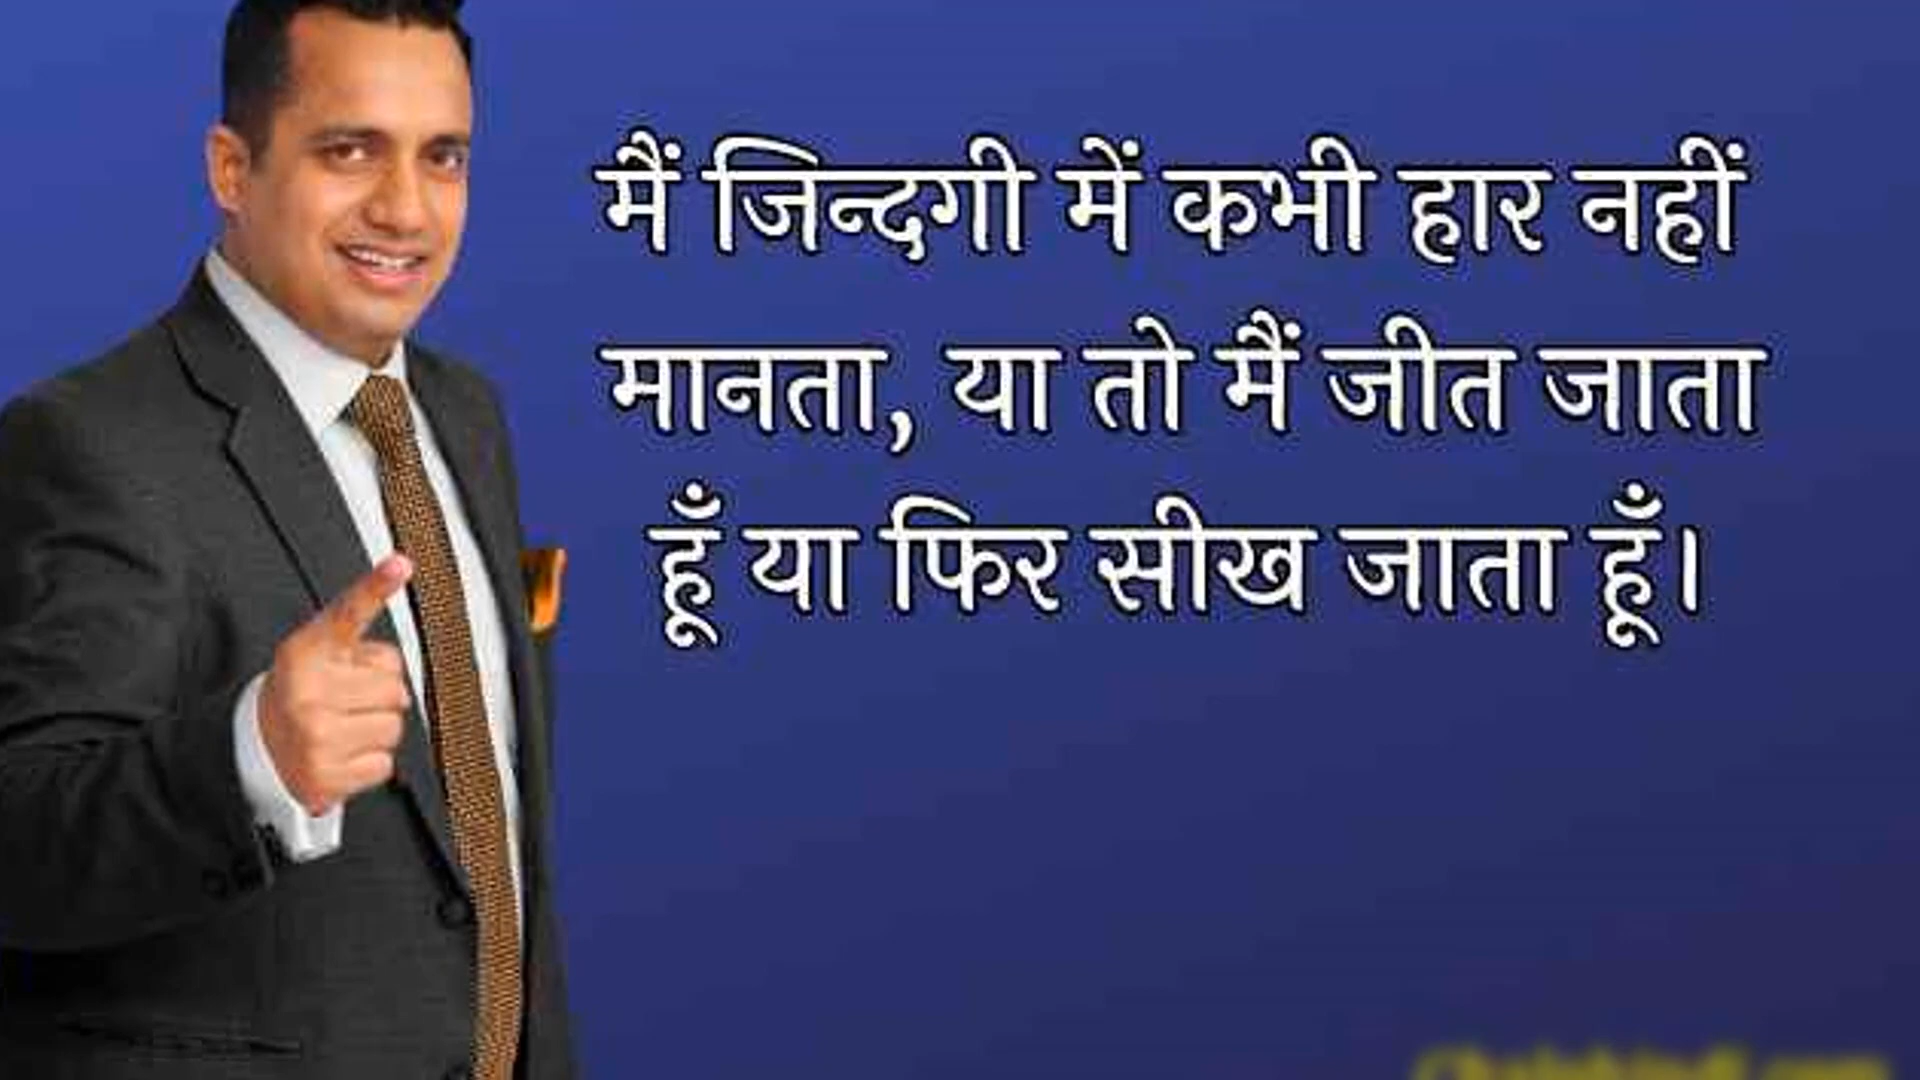 मैं जिन्दगी में कभी हार नहीं
मानता, या तो मैं जीत जाता
हूँ या फिर सीख जाता हूँ।